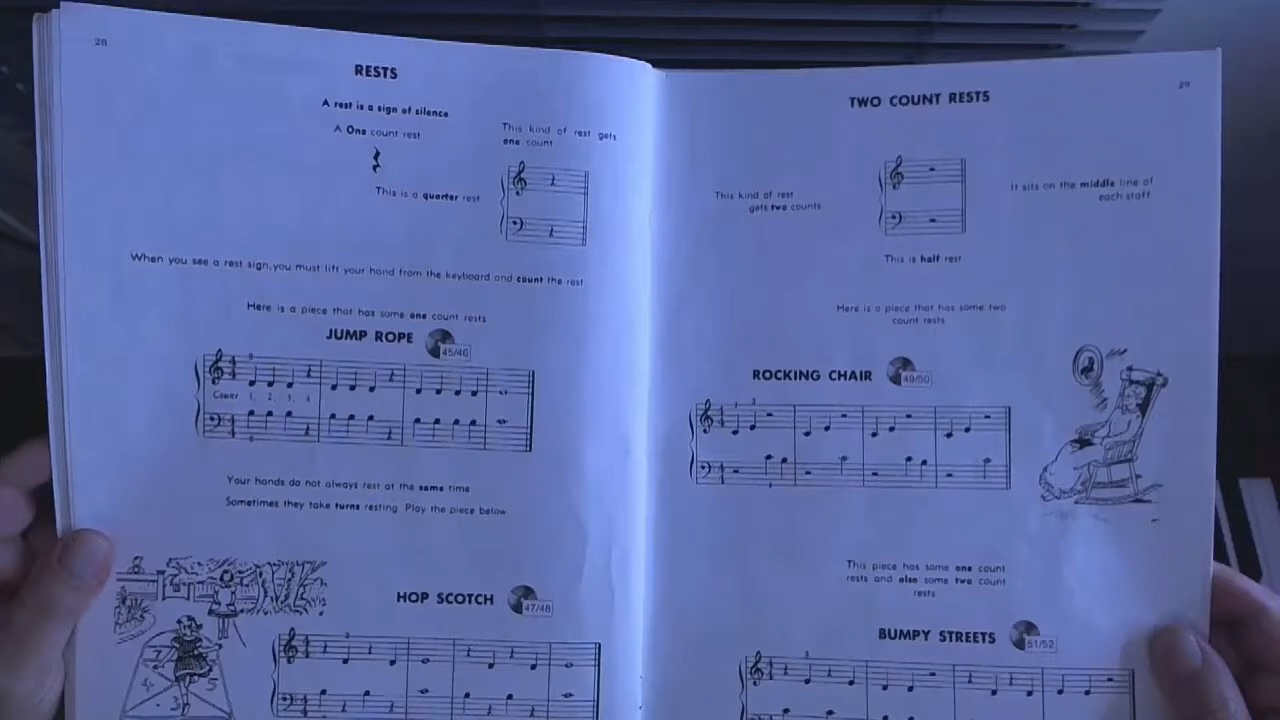 28
RESTS
A rest is a sign of silence
A One count rest
This kind of rest gets
one count
This is a quarter rest
When you see a rest sign, you must lift your hand from the keyboard and count the rest
Here is a piece that has some one count rests
JUMP ROPE
45/46
Count 1, 2, 3, 4
Your hands do not always rest at the same time
Sometimes they take turns resting. Play the piece below
HOP SCOTCH
47/48
29
TWO COUNT RESTS
This kind of rest
gets two counts
It sits on the middle line of
each staff
This is half rest
Here is a piece that has some two
count rests
ROCKING CHAIR
49/50
This piece has some one count
rests and also some two count
rests
BUMPY STREETS
51/52